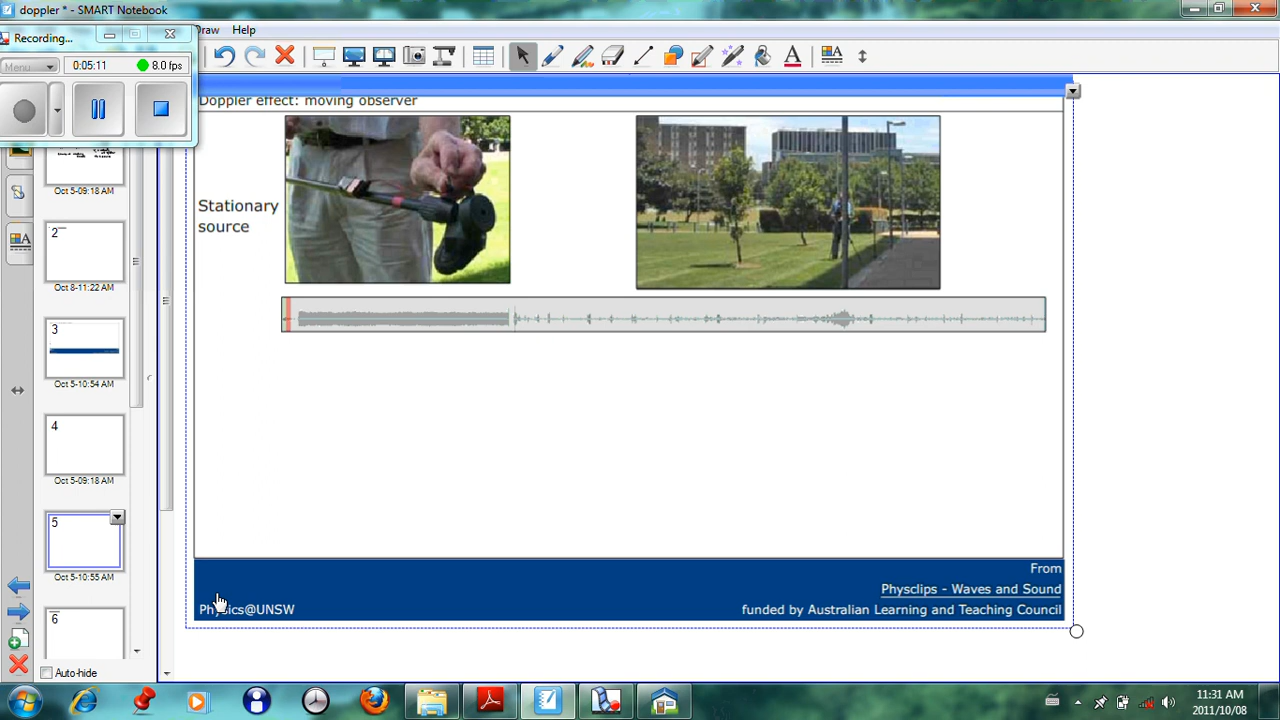 doppler * - SMART Notebook
Recording...
Draw Help
Menu
0:05:11 8.0 fps
Doppler effect: moving observer
Oct 5-09:18 AM
2
Oct 8-11:22 AM
3
Oct 5-10:54 AM
4
Oct 5-09:18 AM
5
Oct 5-10:55 AM
6
Auto-hide
Stationary
source
From
Physclips - Waves and Sound
Physics@UNSW
funded by Australian Learning and Teaching Council
11:31 AM
2011/10/08